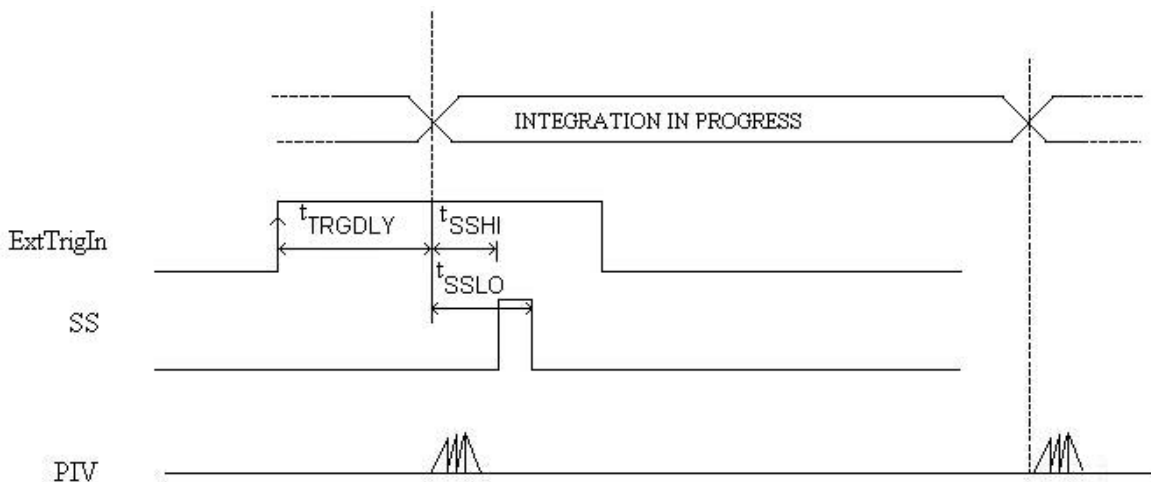 INTEGRATION IN PROGRESS
ExtTrigIn
tTRGDLY
tSSHI
tSSLO
SS
PIV